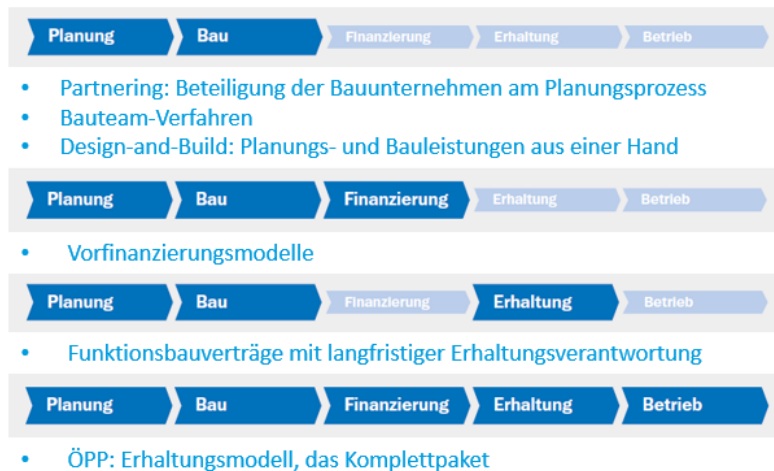 Planung Bau Finanzierung Erhaltung Betrieb
• Partnering: Beteiligung der Bauunternehmen am Planungsprozess
• Bauteam-Verfahren
• Design-and-Build: Planungs- und Bauleistungen aus einer Hand
Planung Bau Finanzierung Erhaltung Betrieb
• Vorfinanzierungsmodelle
Planung Bau Finanzierung Erhaltung Betrieb
• Funktionsbauverträge mit langfristiger Erhaltungsverantwortung
Planung Bau Finanzierung Erhaltung Betrieb
• ÖPP: Erhaltungsmodell, das Komplettpaket